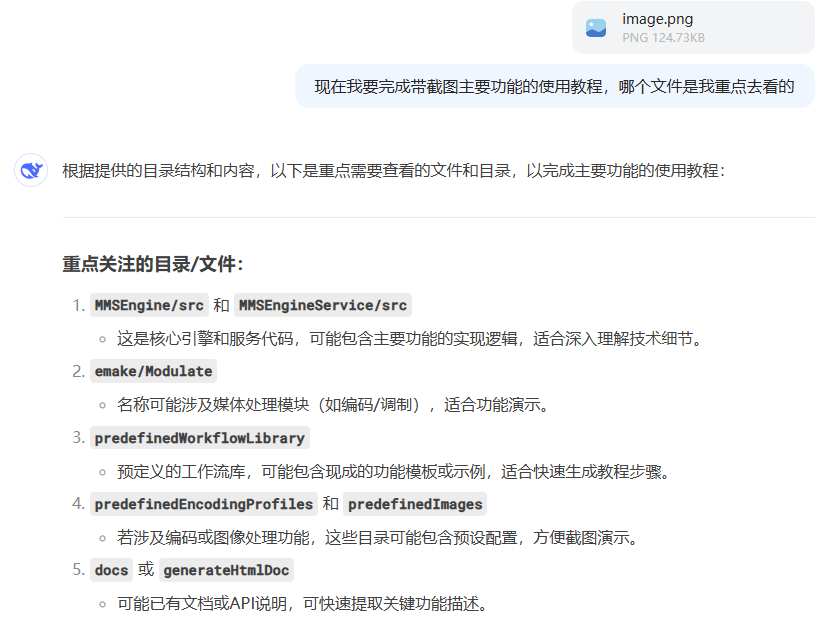 image.png
PNG 124.73KB
现在我要完成带截图主要功能的使用教程，哪个文件是我重点去看的
根据提供的目录结构和内容，以下是重点需要查看的文件和目录，以完成主要功能的使用教程：
重点关注的目录/文件：
1. MMSEngine/src 和 MMSEngineService/src
这是核心引擎和服务代码，可能包含主要功能的实现逻辑，适合深入理解技术细节。
2. emake/Modulate
名称可能涉及媒体处理模块（如编码/调制），适合功能演示。
3. predefinedWorkflowLibrary
预定义的工作流库，可能包含现成的功能模板或示例，适合快速生成教程步骤。
4. predefinedEncodingProfiles 和 predefinedImages
若涉及编码或图像处理功能，这些目录可能包含预设配置，方便截图演示。
5. docs 或 generateHtmlDoc
可能已有文档或API说明，可快速提取关键功能描述。